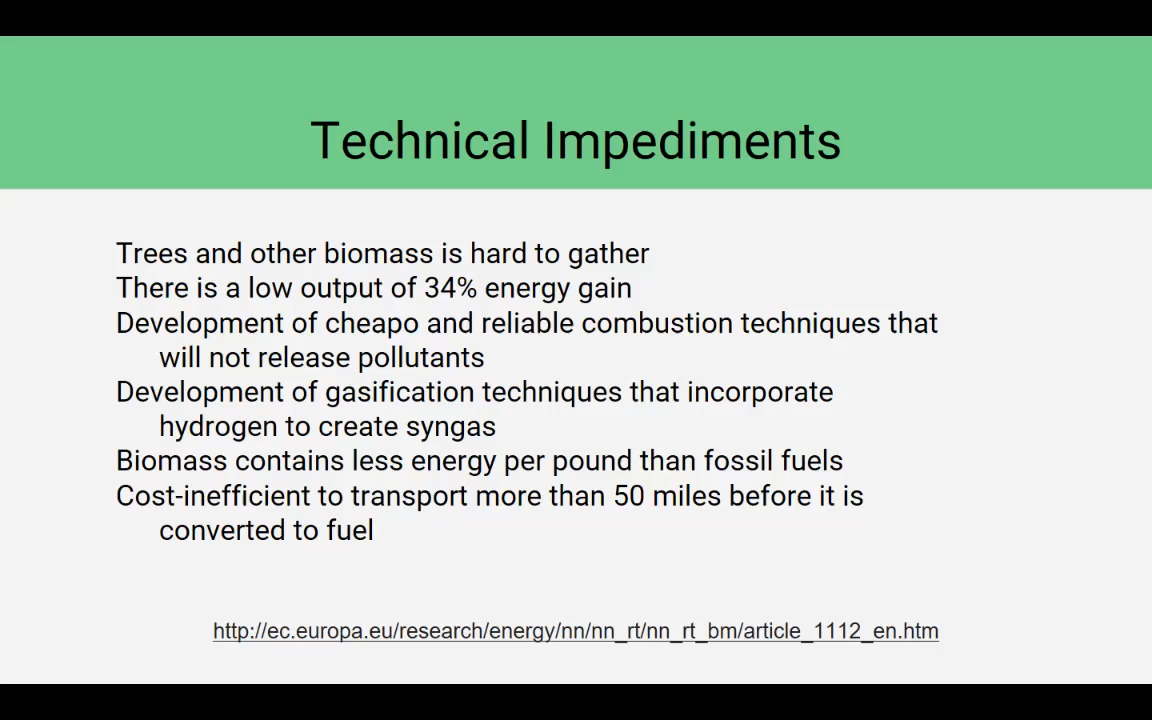 Technical Impediments
Trees and other biomass is hard to gather
There is a low output of 34% energy gain
Development of cheapo and reliable combustion techniques that
will not release pollutants
Development of gasification techniques that incorporate
hydrogen to create syngas
Biomass contains less energy per pound than fossil fuels
Cost-inefficient to transport more than 50 miles before it is
converted to fuel
http://ec.europa.eu/research/energy/nn/nn_rt/nn_rt_bm/article_1112_en.htm